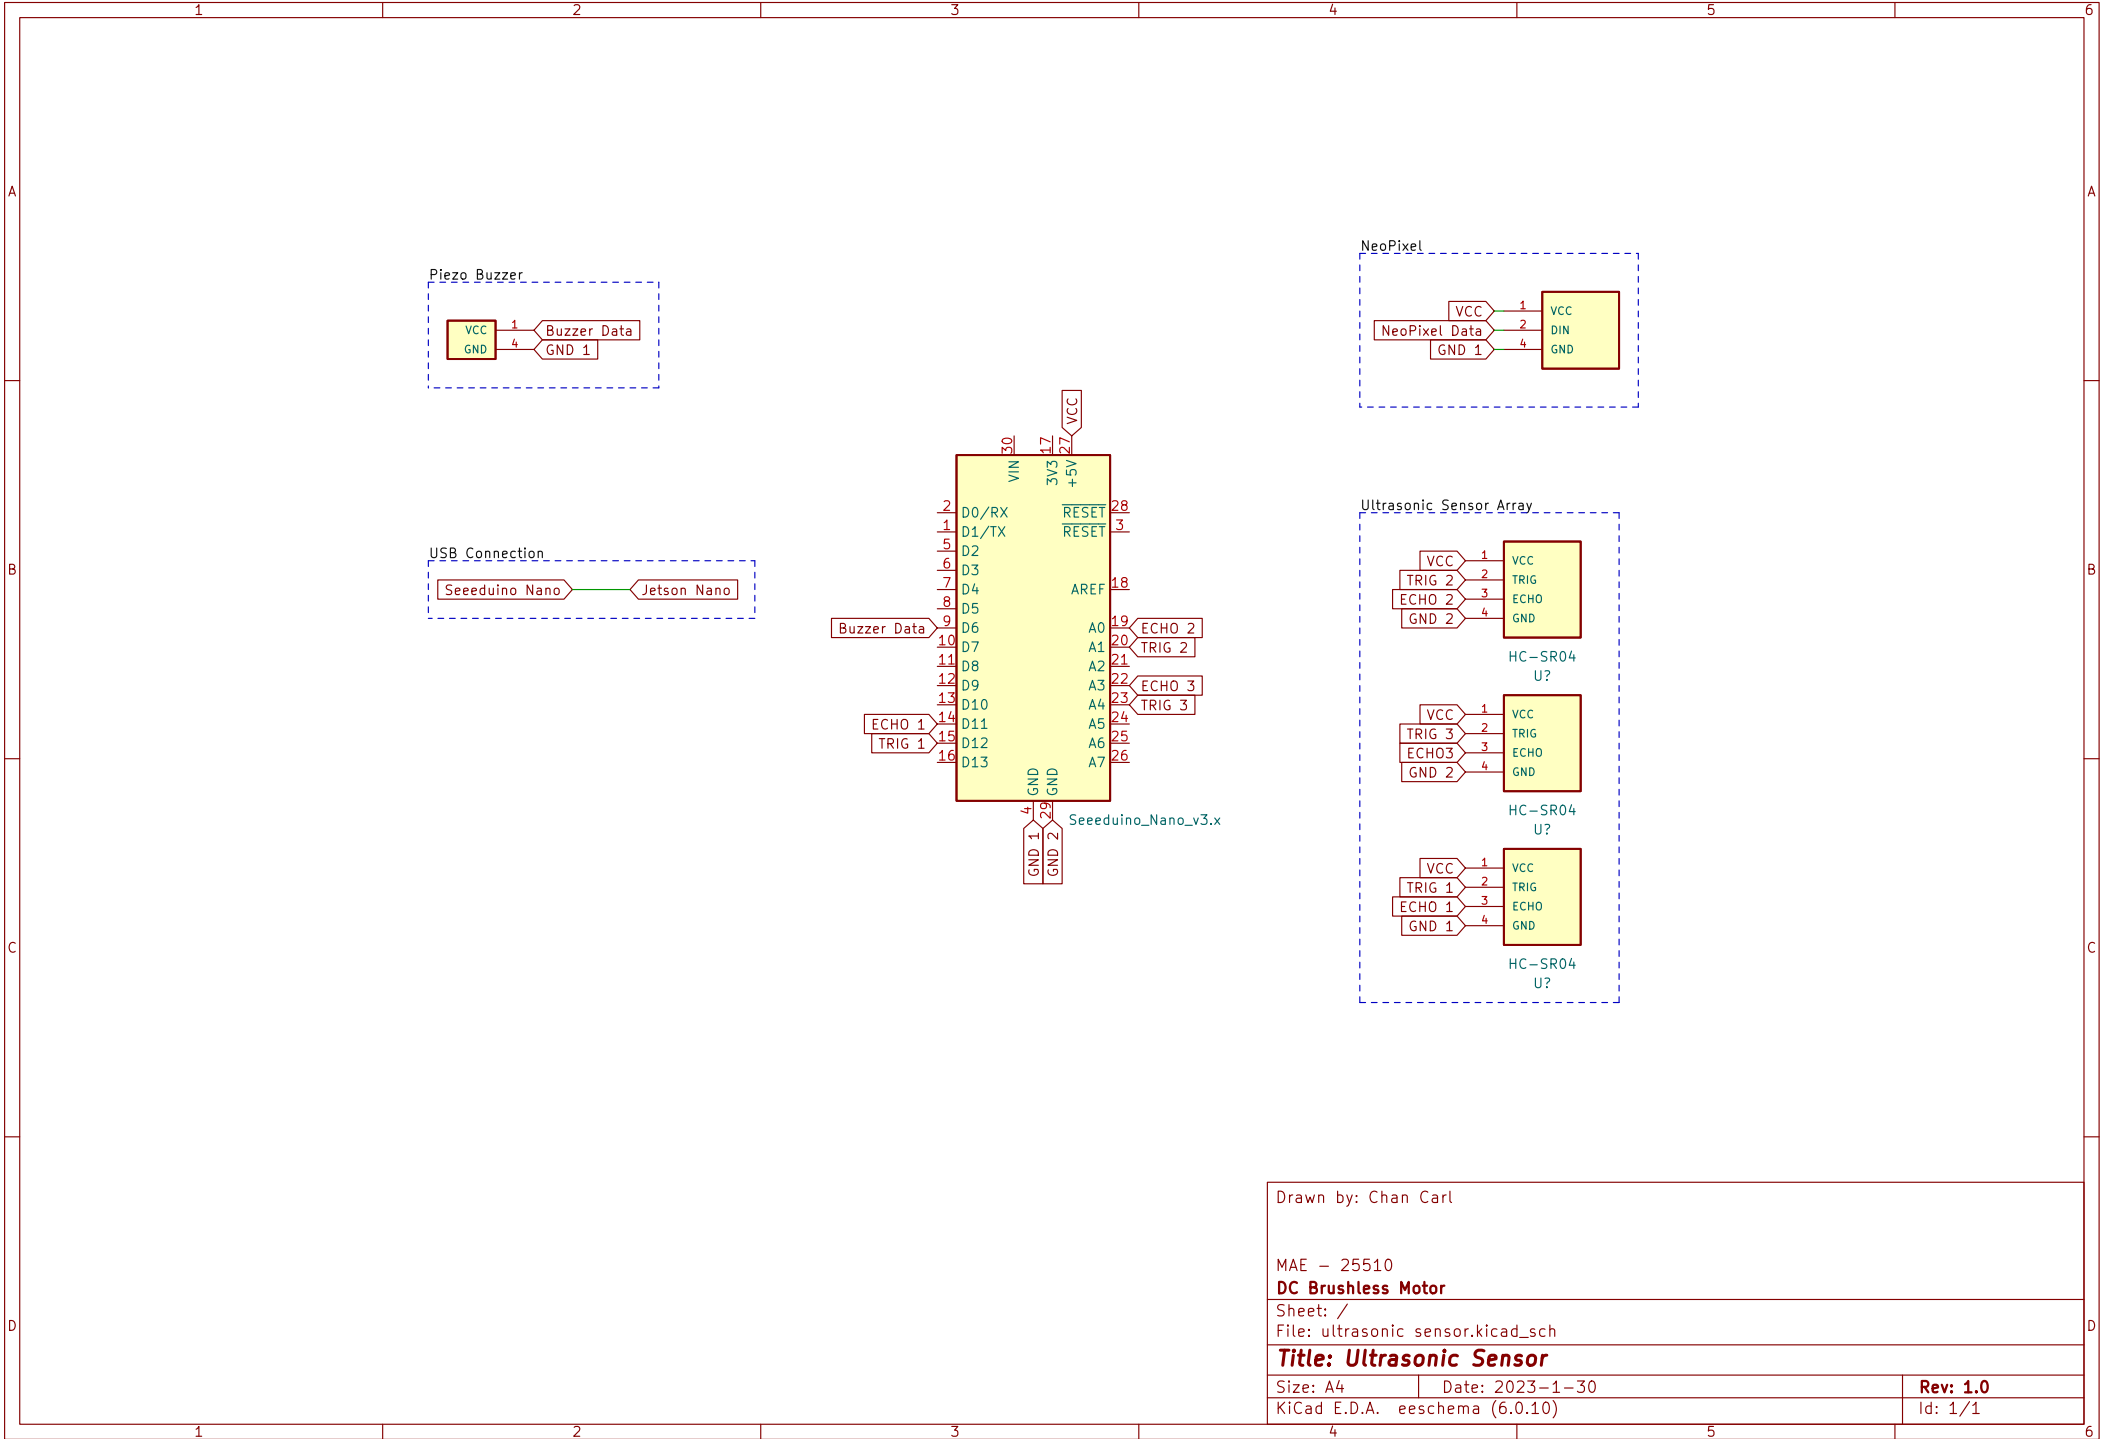 1 2 3 4 5 6
A A
B B
C C
D D
Piezo Buzzer
VCC 1 Buzzer Data
GND 4 GND 1
USB Connection
Seeeduino Nano Jetson Nano
VCC
30 17 27
VIN 3V3 +5V
2 D0/RX RESET 28
1 D1/TX RESET 3
5 D2
6 D3
7 D4 AREF 18
8 D5
Buzzer Data 9 D6 A0 19 ECHO 2
10 D7 A1 20 TRIG 2
11 D8 A2 21
12 D9 A3 22 ECHO 3
13 D10 A4 23 TRIG 3
ECHO 1 14 D11 A5 24
TRIG 1 15 D12 A6 25
16 D13 A7 26
GND GND
4 29
GND 1 GND 2
Seeeduino_Nano_v3.x
NeoPixel
VCC 1 VCC
NeoPixel Data 2 DIN
GND 1 4 GND
Ultrasonic Sensor Array
VCC 1 VCC
TRIG 2 2 TRIG
ECHO 2 3 ECHO
GND 2 4 GND
HC-SR04
U?
VCC 1 VCC
TRIG 3 2 TRIG
ECHO3 3 ECHO
GND 2 4 GND
HC-SR04
U?
VCC 1 VCC
TRIG 1 2 TRIG
ECHO 1 3 ECHO
GND 1 4 GND
HC-SR04
U?
Drawn by: Chan Carl
MAE - 25510
DC Brushless Motor
Sheet: /
File: ultrasonic sensor.kicad_sch
Title: Ultrasonic Sensor
Size: A4 Date: 2023-1-30 Rev: 1.0
KiCad E.D.A. eeschema (6.0.10) Id: 1/1
1 2 3 4 5 6